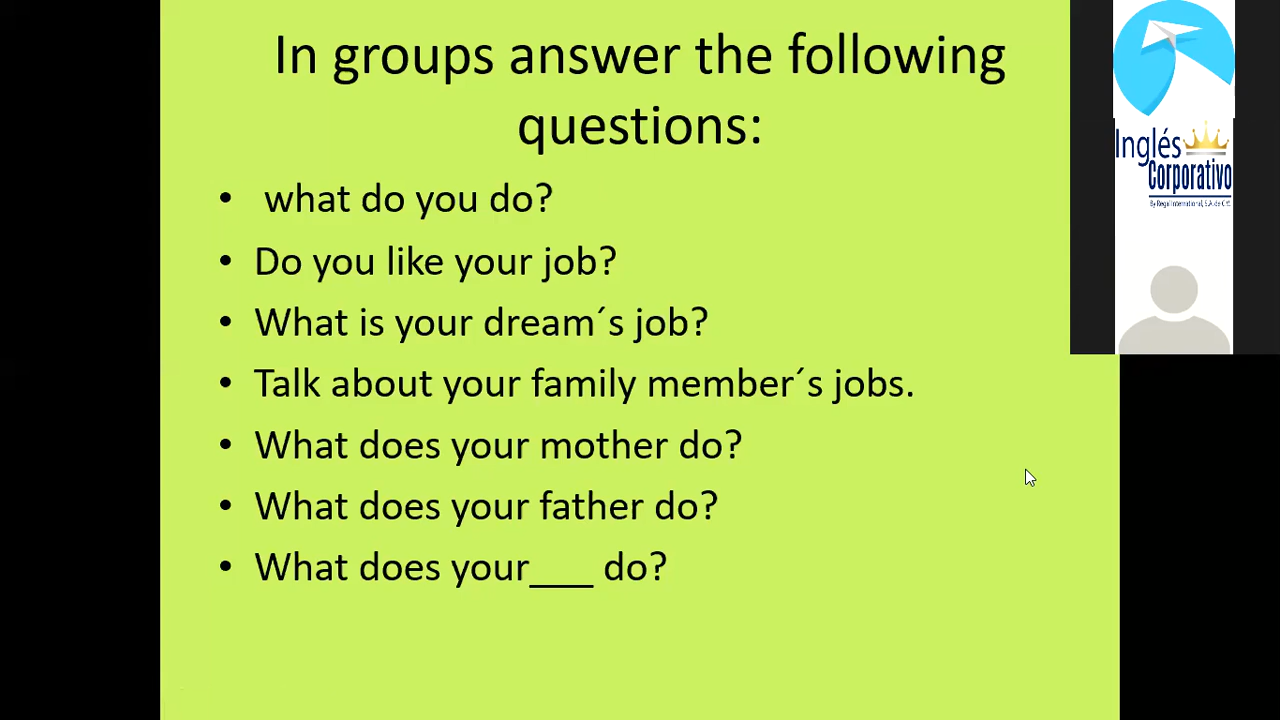 In groups answer the following
questions:
• what do you do?
• Do you like your job?
• What is your dream´s job?
• Talk about your family member´s jobs.
• What does your mother do?
• What does your father do?
• What does your___ do?
Inglés
Corporativo